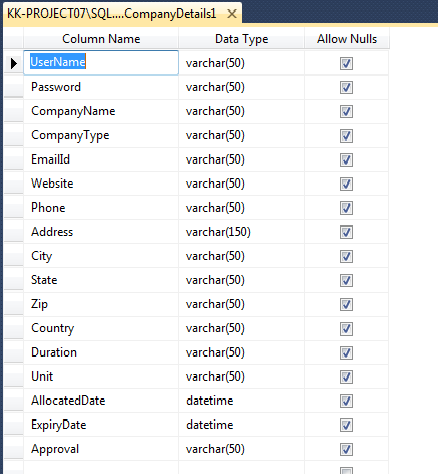 KK-PROJECT07\SQL....CompanyDetails1
Column Name Data Type Allow Nulls
UserName varchar(50)
Password varchar(50)
CompanyName varchar(50)
CompanyType varchar(50)
EmailId varchar(50)
Website varchar(50)
Phone varchar(50)
Address varchar(150)
City varchar(50)
State varchar(50)
Zip varchar(50)
Country varchar(50)
Duration varchar(50)
Unit varchar(50)
AllocatedDate datetime
ExpiryDate datetime
Approval varchar(50)